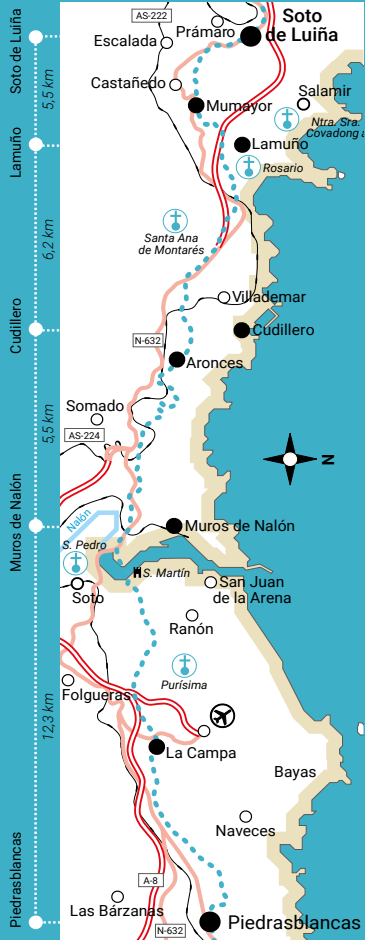 Soto de Luiña
5,5 km
Lamuño
6,2 km
Cudillero
5,5 km
Muros de Nalón
12,3 km
Piedrasblancas
AS-222
Prámaro
Soto
de Luiña
Escalada
Castañedo
Salamir
Mumayor
Ntra. Sra.
Covadonga
Lamuño
Rosario
Santa Ana
de Montarés
Villademar
N-632
Cudillero
Aronces
Somado
AS-224
N
Nalón
Muros de Nalón
S. Pedro
S. Martín
Soto
San Juan
de la Arena
Ranón
Purísima
Folgueras
La Campa
Bayas
Naveces
A-8
Las Bárzanas
Piedrasblancas
N-632